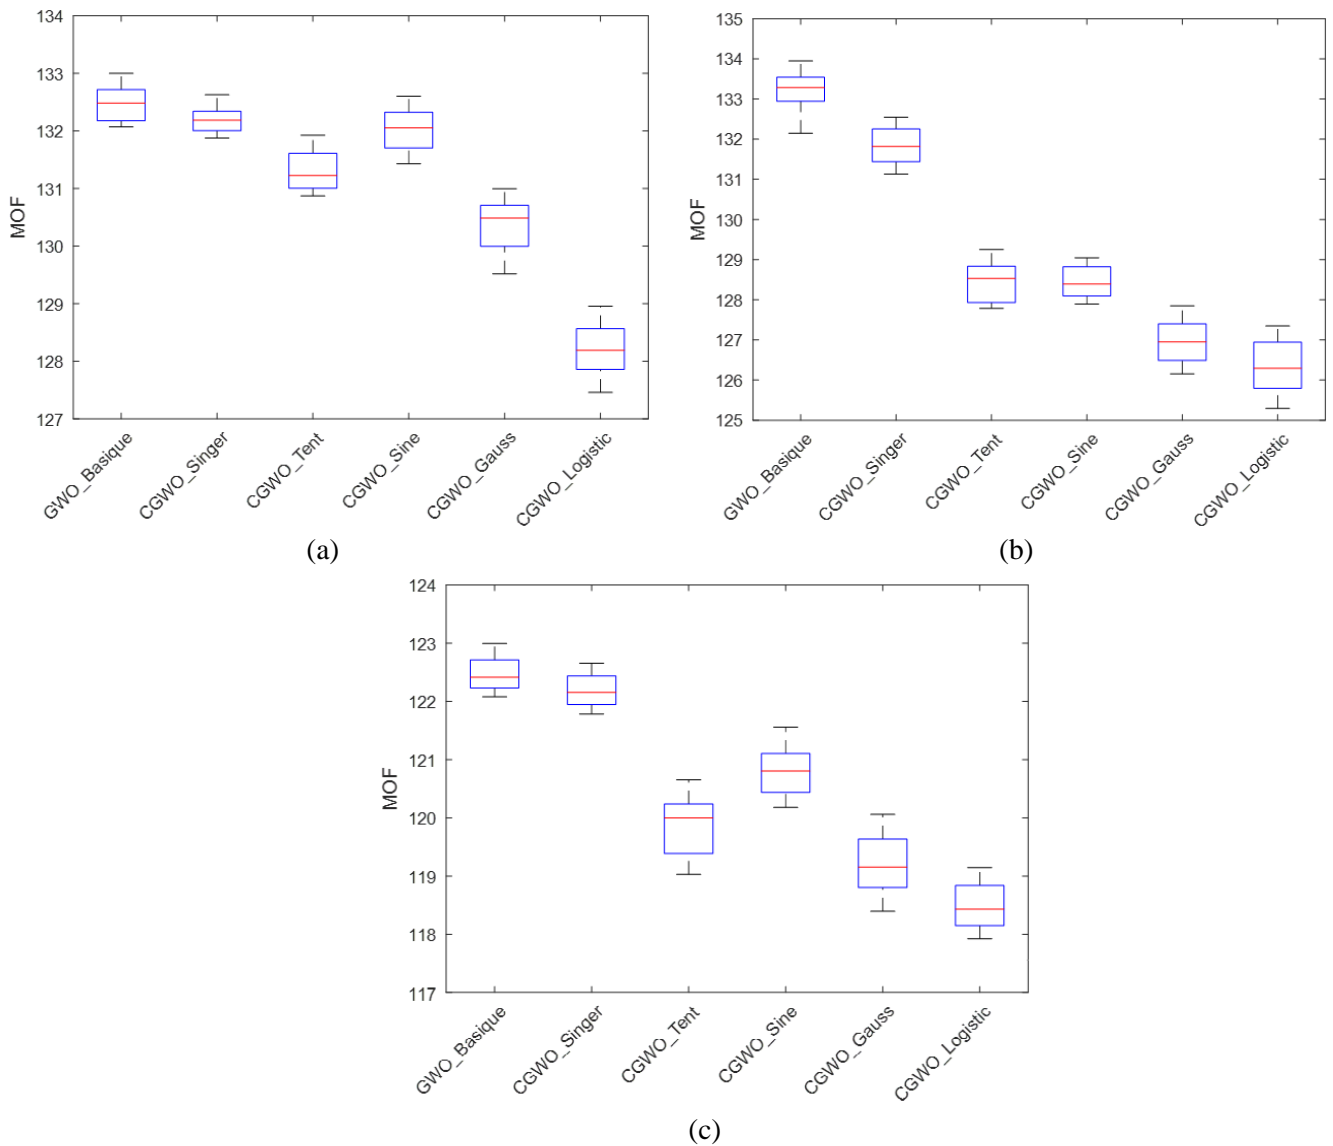 134
133
132
131
130
129
128
127
MOF
GWO_Basique
CGWO_Singer
CGWO_Tent
CGWO_Sine
CGWO_Gauss
CGWO_Logistic
(a)
135
134
133
132
131
130
129
128
127
126
125
MOF
GWO_Basique
CGWO_Singer
CGWO_Tent
CGWO_Sine
CGWO_Gauss
CGWO_Logistic
(b)
124
123
122
121
120
119
118
117
MOF
GWO_Basique
CGWO_Singer
CGWO_Tent
CGWO_Sine
CGWO_Gauss
CGWO_Logistic
(c)